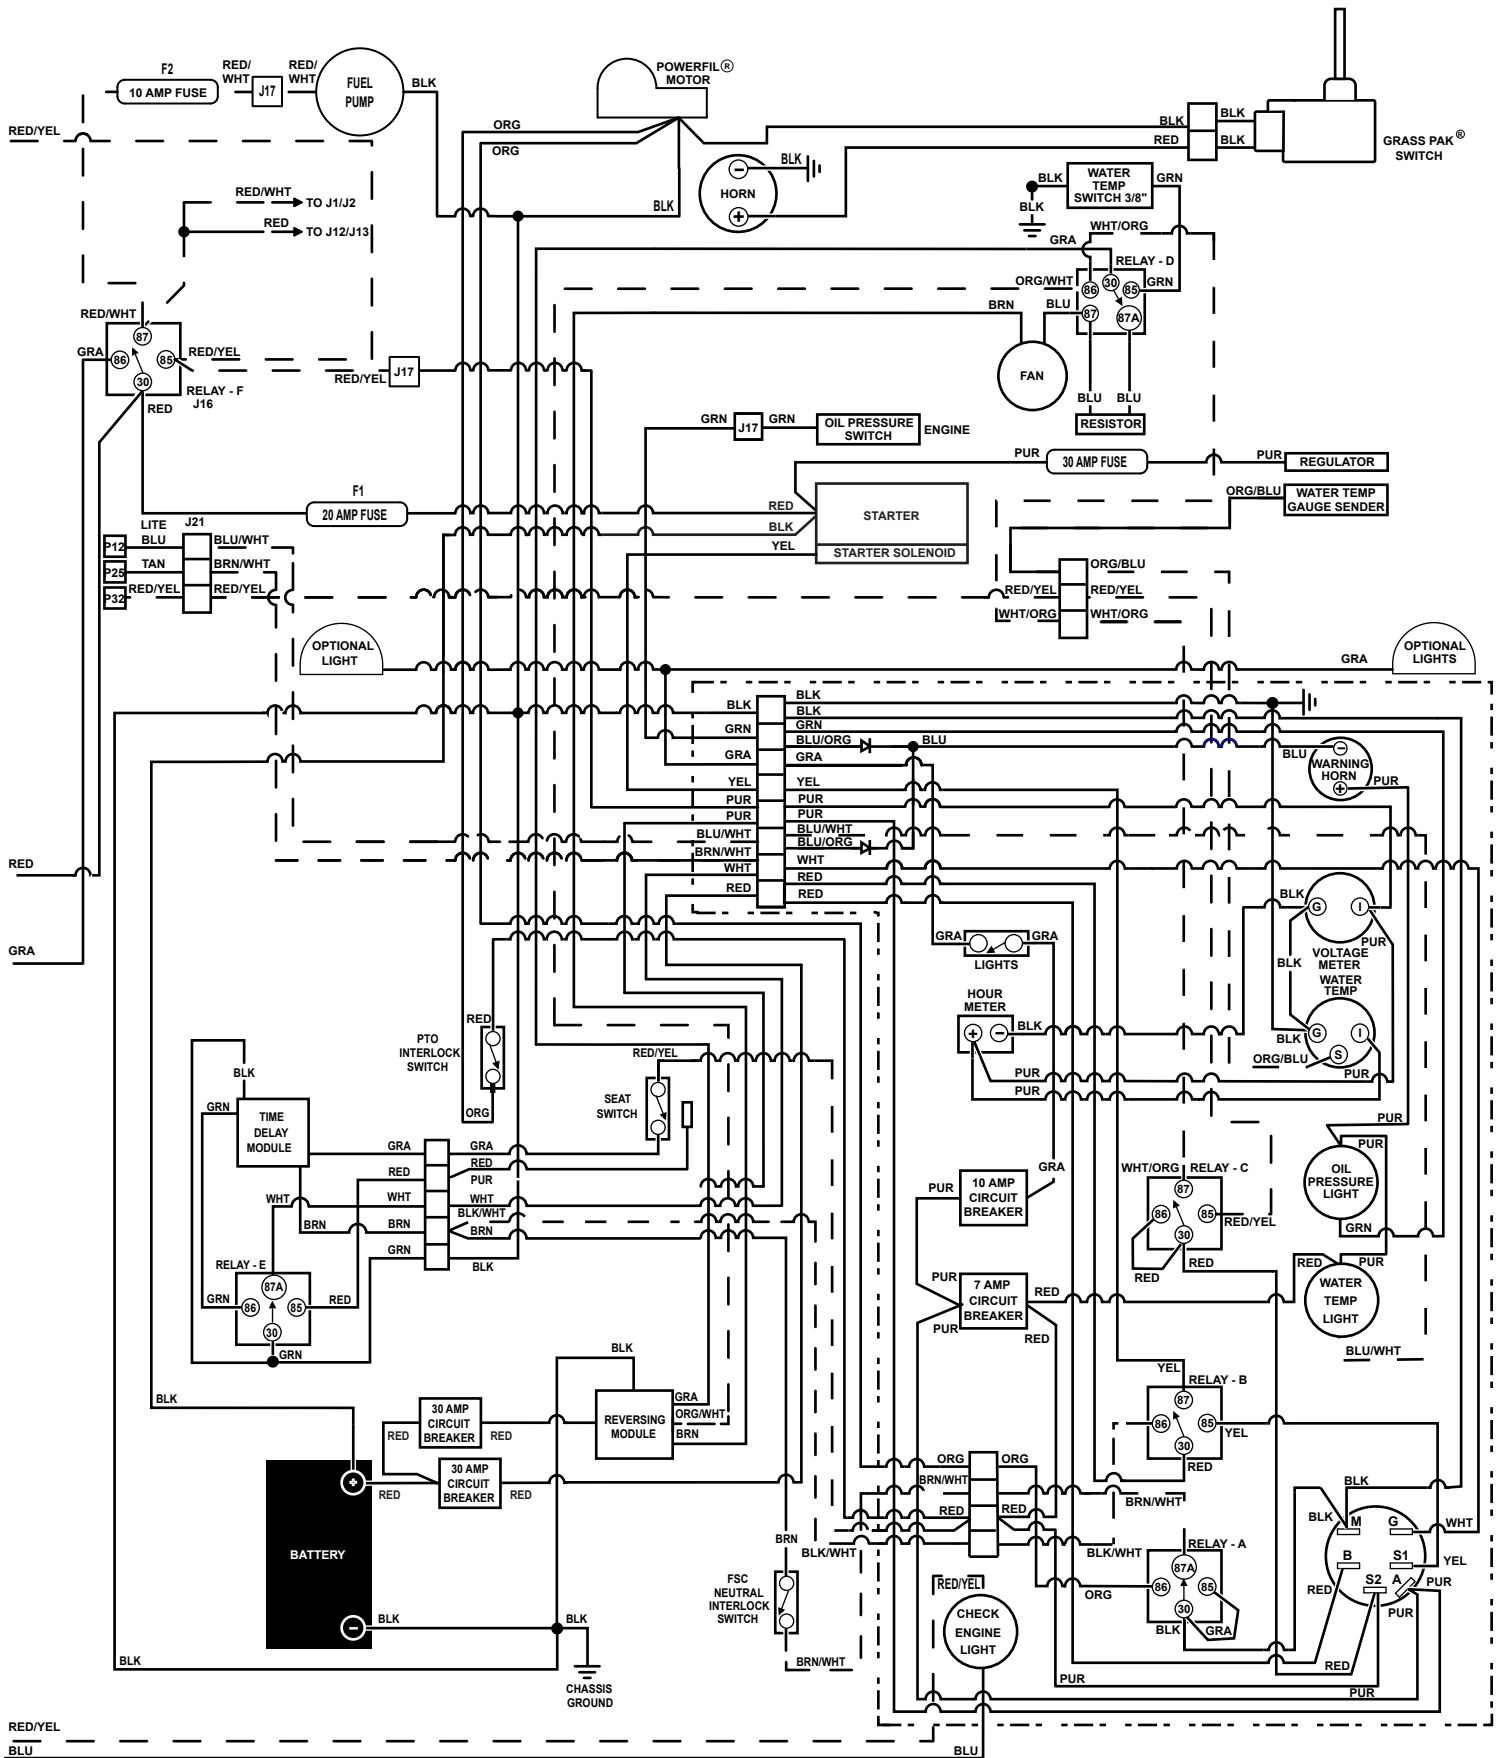 F2
10 AMP FUSE
RED/
WHT
J17
RED/
WHT
FUEL
PUMP
BLK
POWERFIL®
MOTOR
BLK
RED
BLK
BLK
GRASS PAK®
SWITCH
RED/YEL
ORG
ORG
BLK
HORN
BLK
BLK
BLK
WATER
TEMP
SWITCH 3/8"
GRN
RED/WHT
TO J1/J2
RED
TO J12/J13
WHT/ORG
GRA
RELAY - D
ORG/WHT
86
30
85
GRN
BRN
BLU
87
87A
FAN
BLU
BLU
RESISTOR
RED/WHT
87
GRA
86
85
RED/YEL
30
RELAY - F
J16
RED
RED/YEL
J17
GRN
J17
GRN
OIL PRESSURE
SWITCH
ENGINE
PUR
30 AMP FUSE
PUR
REGULATOR
F1
20 AMP FUSE
RED
BLK
YEL
STARTER
STARTER SOLENOID
ORG/BLU
WATER TEMP
GAUGE SENDER
LITE
BLU
J21
P12
BLU/WHT
P25
TAN
BRN/WHT
P32
RED/YEL
RED/YEL
ORG/BLU
RED/YEL
RED/YEL
WHT/ORG
WHT/ORG
OPTIONAL
LIGHT
GRA
OPTIONAL
LIGHTS
BLK
GRN
GRA
YEL
PUR
PUR
BLU/WHT
BRN/WHT
WHT
RED
BLK
BLK
GRN
BLU/ORG
BLU
GRA
YEL
PUR
PUR
BLU/WHT
BLU/ORG
WHT
RED
RED
BLU
WARNING
HORN
PUR
RED
GRA
BLK
G
I
PUR
VOLTAGE
METER
BLK
WATER
TEMP
G
I
BLK
S
ORG/BLU
PUR
GRA
GRA
LIGHTS
HOUR
METER
BLK
PUR
PUR
RED
PTO
INTERLOCK
SWITCH
ORG
RED/YEL
SEAT
SWITCH
BLK
GRN
TIME
DELAY
MODULE
GRA
RED
WHT
WHT
BRN
BRN
GRN
GRA
RED
PUR
WHT
BLK/WHT
BRN
BLK
RELAY - E
87A
GRN
86
85
RED
30
GRN
PUR
10 AMP
CIRCUIT
BREAKER
GRA
WHT/ORG
RELAY - C
87
86
85
RED/YEL
30
RED
RED
PUR
PUR
OIL
PRESSURE
LIGHT
GRN
PUR
7 AMP
CIRCUIT
BREAKER
RED
PUR
RED
RED
PUR
WATER
TEMP
LIGHT
BLU/WHT
BLK
BLK
30 AMP
CIRCUIT
BREAKER
RED
RED
REVERSING
MODULE
GRA
ORG/WHT
BRN
RED
30 AMP
CIRCUIT
BREAKER
RED
YEL
RELAY - B
87
86
85
YEL
30
RED
ORG
ORG
BRN/WHT
BRN/WHT
RED
RED
BLK/WHT
BLK/WHT
BATTERY
BLK
BLK
BLK
CHASSIS
GROUND
BRN
FSC
NEUTRAL
INTERLOCK
SWITCH
BRN/WHT
RED/YEL
CHECK
ENGINE
LIGHT
RELAY - A
87A
86
85
ORG
30
BLK
GRA
BLK
BLK
M
G
WHT
B
S1
YEL
RED
S2
A
PUR
PUR
RED
PUR
PUR
RED/YEL
BLU
BLU